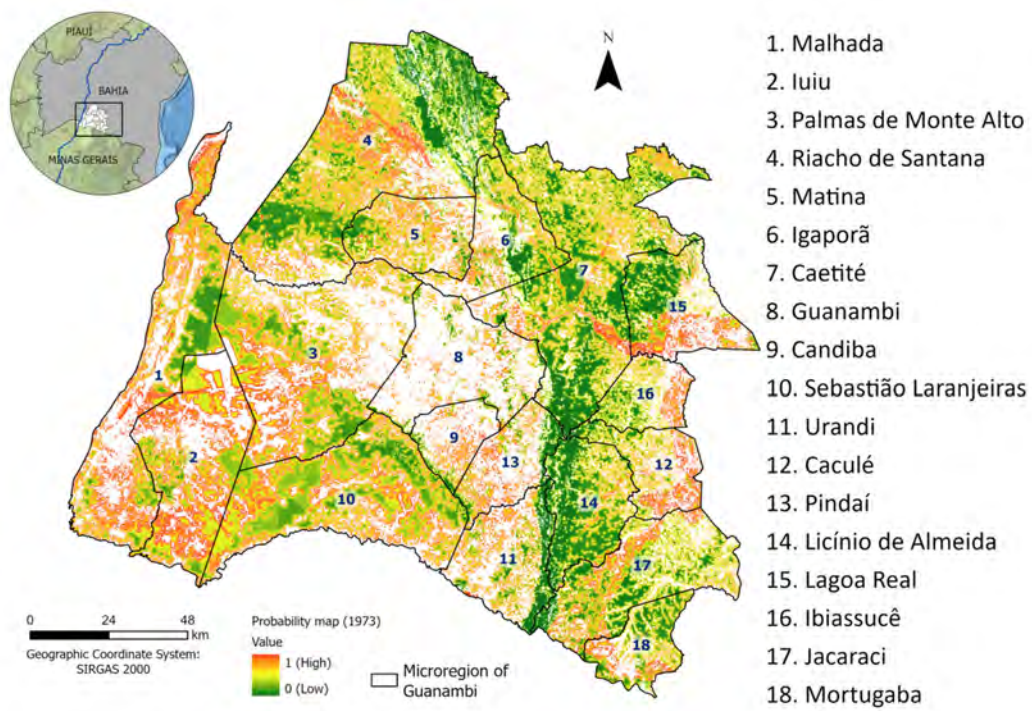 PIAUÍ
BAHIA
MINAS GERAIS
N
1. Malhada
2. Iuiu
3. Palmas de Monte Alto
4. Riacho de Santana
5. Matina
6. Igaporã
7. Caetité
8. Guanambi
9. Candiba
10. Sebastião Laranjeiras
11. Urandi
12. Caculé
13. Pindaí
14. Licínio de Almeida
15. Lagoa Real
16. Ibiassucê
17. Jacaraci
18. Mortugaba
4
5
6
7
15
3
8
1
16
9
2
13
12
10
14
11
17
18
0 24 48
km
Geographic Coordinate System:
SIRGAS 2000
Probability map (1973)
Value
1 (High)
0 (Low)
Microregion of
Guanambi